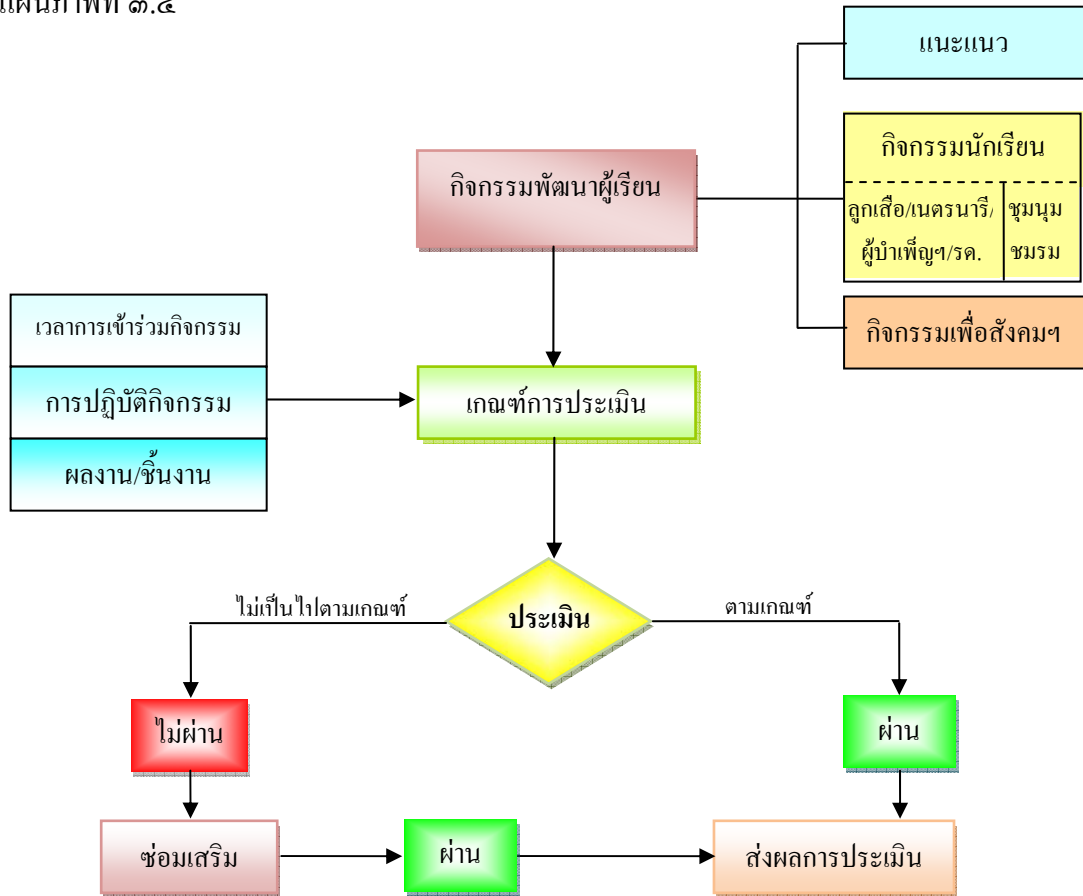 แผนภาพที่ ๓.๔
แนะแนว
กิจกรรมนักเรียน
กิจกรรมพัฒนาผู้เรียน
ลูกเสือ/เนตรนารี/
ผู้บำเพ็ญฯ/รด.
ชุมนุม
ชมรม
กิจกรรมเพื่อสังคมฯ
เวลาการเข้าร่วมกิจกรรม
การปฏิบัติกิจกรรม
ผลงาน/ชิ้นงาน
เกณฑ์การประเมิน
ไม่เป็นไปตามเกณฑ์
ประเมิน
ตามเกณฑ์
ไม่ผ่าน
ผ่าน
ซ่อมเสริม
ผ่าน
ส่งผลการประเมิน